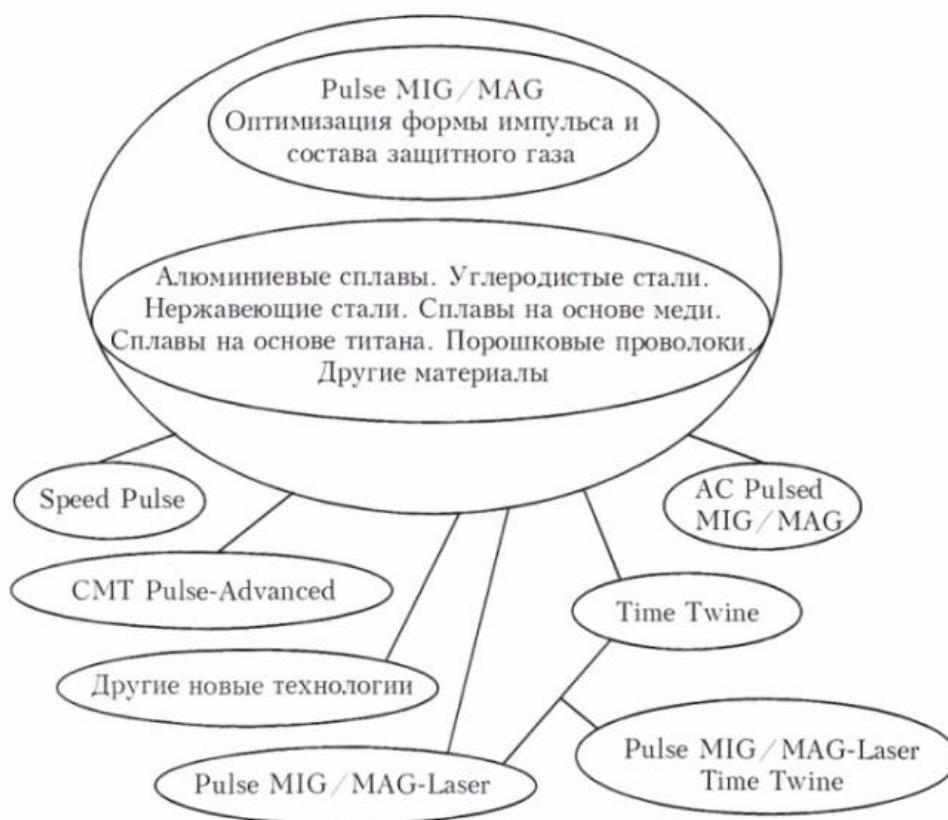 Pulse MIG/MAG
Оптимизация формы импульса и
состава защитного газа
Алюминиевые сплавы. Углеродистые стали.
Нержавеющие стали. Сплавы на основе меди.
Сплавы на основе титана. Порошковые проволоки.
Другие материалы
Speed Pulse
AC Pulsed
MIG/MAG
CMT Pulse-Advanced
Time Twine
Другие новые технологии
Pulse MIG/MAG-Laser
Pulse MIG/MAG-Laser
Time Twine